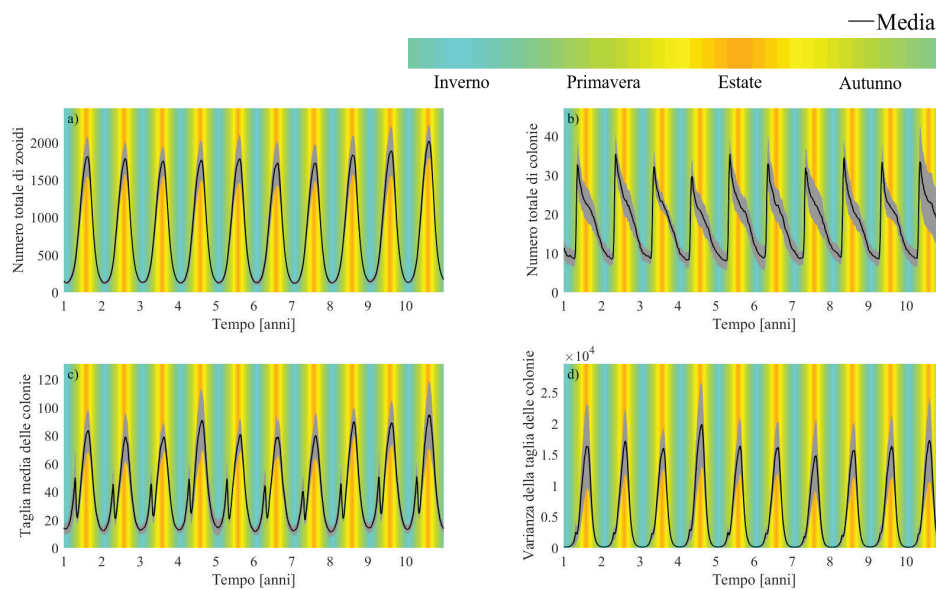 Media
Inverno Primavera Estate Autunno
a)
Numero totale di zooidi
2000
1500
1000
500
0
1 2 3 4 5 6 7 8 9 10
Tempo [anni]
b)
Numero totale di colonie
40
30
20
10
0
1 2 3 4 5 6 7 8 9 10
Tempo [anni]
c)
Taglia media delle colonie
120
100
80
60
40
20
0
1 2 3 4 5 6 7 8 9 10
Tempo [anni]
×10⁴
d)
Varianza della taglia delle colonie
2.5
2
1.5
1
0.5
0
1 2 3 4 5 6 7 8 9 10
Tempo [anni]